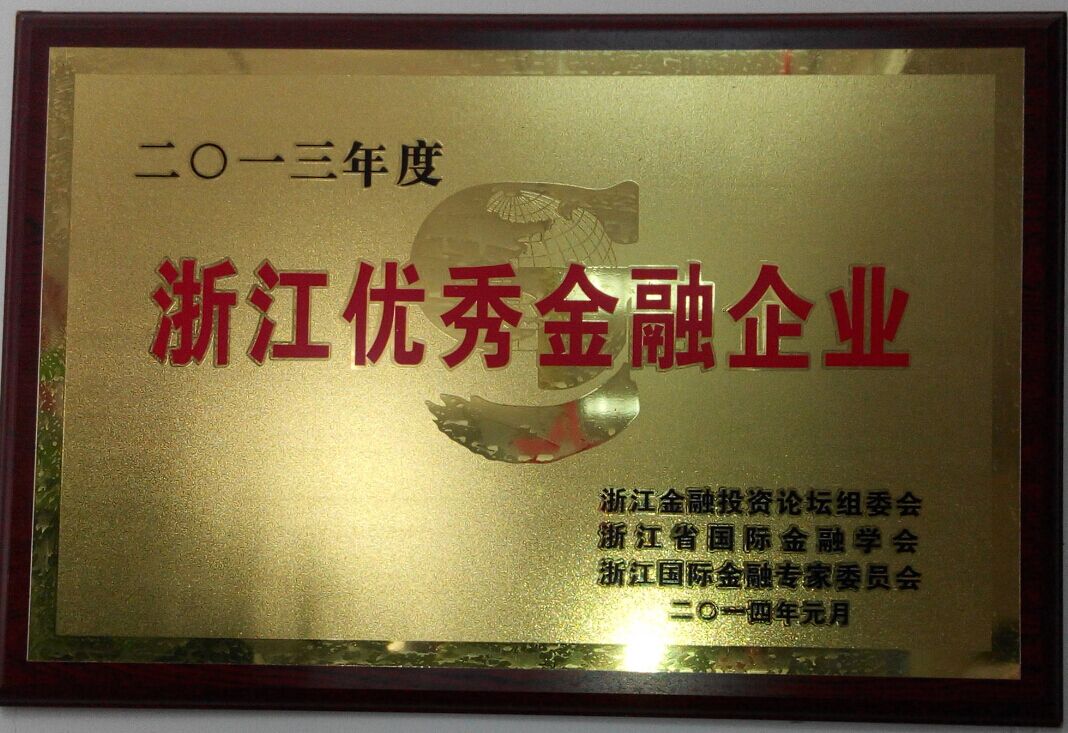 二〇一三年度
浙江优秀金融企业
浙江金融投资论坛组委会
浙江省国际金融学会
浙江国际金融专家委员会
二〇一四年元月